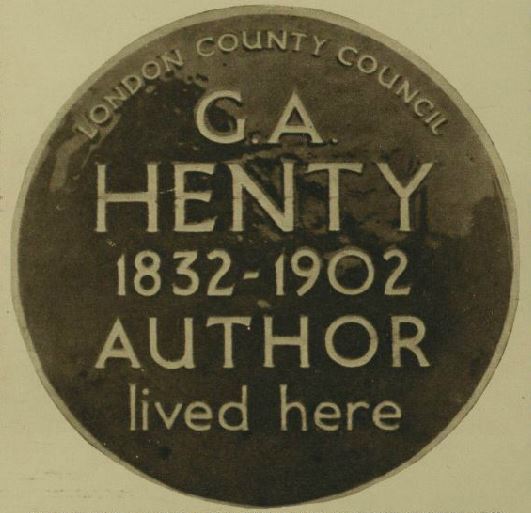 LONDON COUNTY COUNCIL
G.A.
HENTY
1832-1902
AUTHOR
lived here